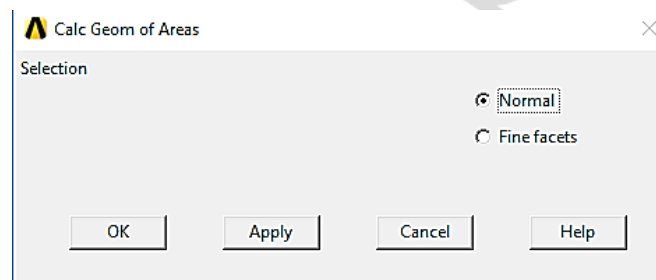 Calc Geom of Areas
Selection
Normal
Fine facets
OK Apply Cancel Help